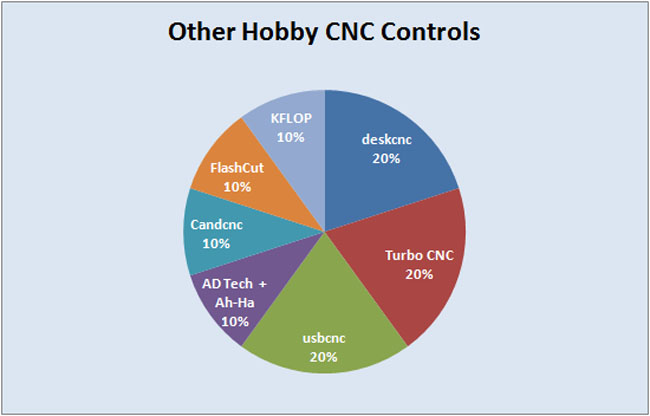 Other Hobby CNC Controls
KFLOP
10%
deskcnc
20%
FlashCut
10%
Candcnc
10%
Turbo CNC
20%
AD Tech +
Ah-Ha
10%
usbcnc
20%